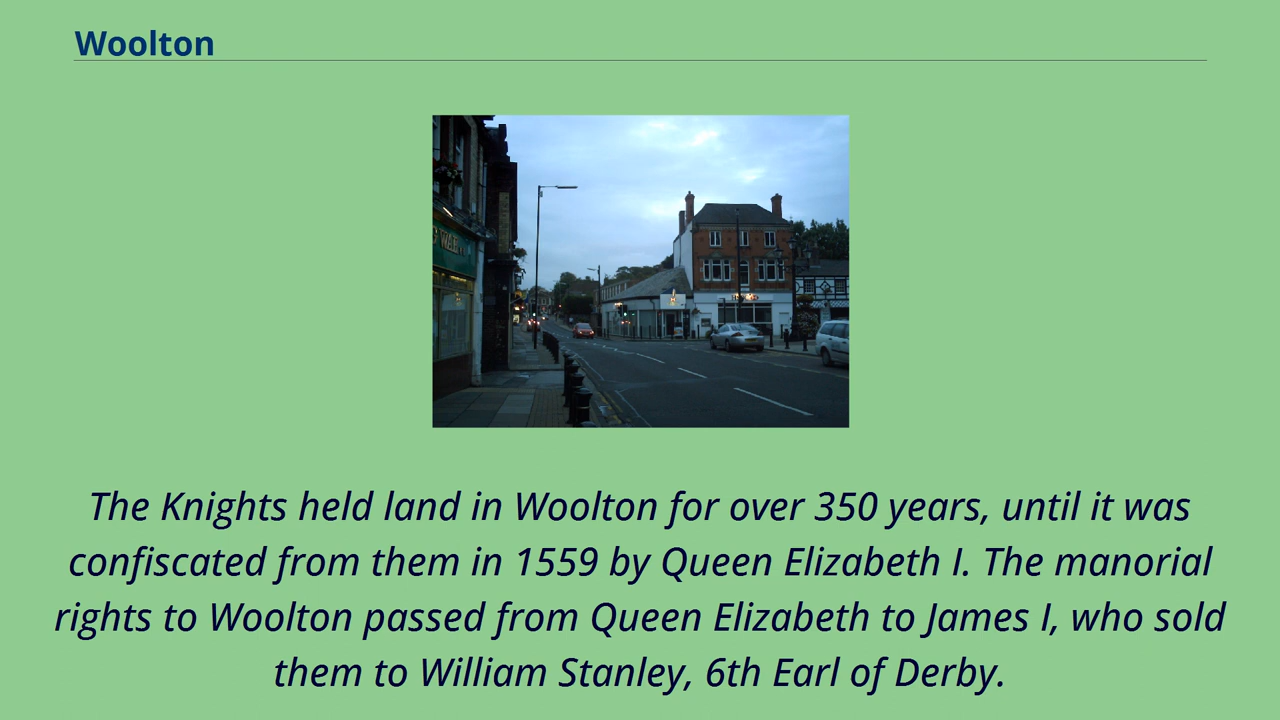 Woolton
The Knights held land in Woolton for over 350 years, until it was
confiscated from them in 1559 by Queen Elizabeth I. The manorial
rights to Woolton passed from Queen Elizabeth to James I, who sold
them to William Stanley, 6th Earl of Derby.